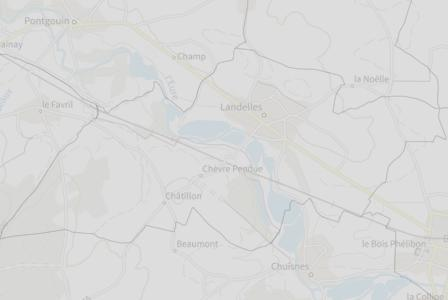 Pontgouin
Champ
l'Eure
la Noëlle
le Favril
Landelles
Chèvre Pendue
Châtillon
Beaumont
le Bois Phélibon
Chuisnes